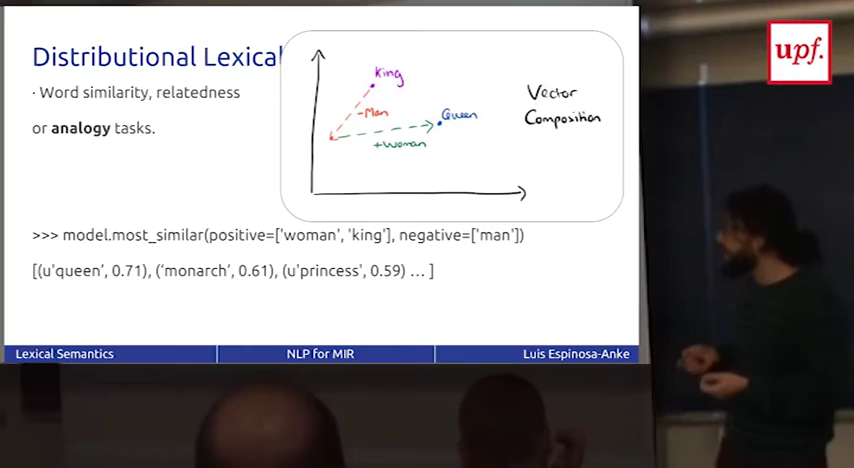 Distributional Lexical
· Word similarity, relatedness
or analogy tasks.
King
-Man
Queen
+Woman
Vector
Composition
>>> model.most_similar(positive=['woman', 'king'], negative=['man'])
[(u'queen’, 0.71), (‘monarch’, 0.61), (u'princess', 0.59) … ]
Lexical Semantics
NLP for MIR
Luis Espinosa-Anke
upf.